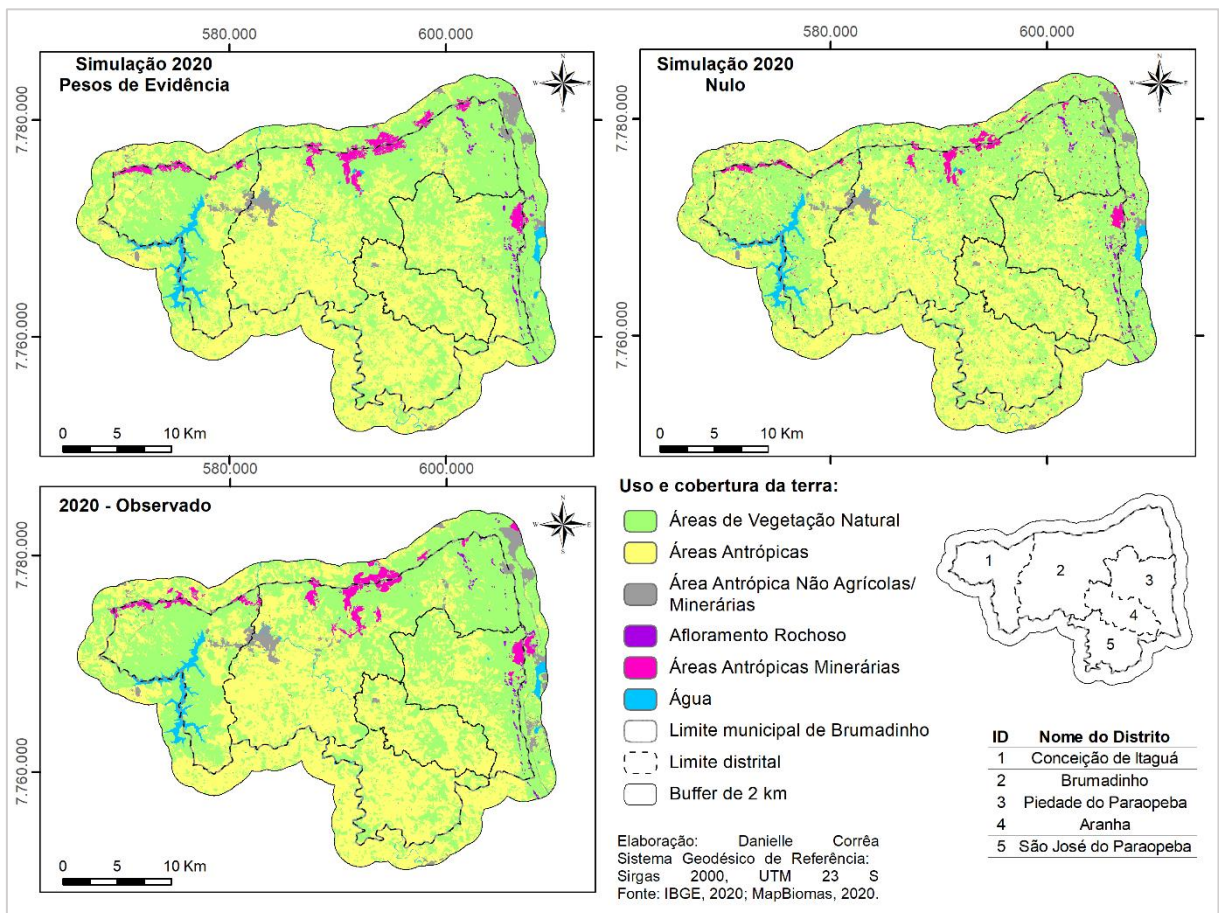 580.000
600.000
Simulação 2020
Pesos de Evidência
N
W
E
S
7.780.000
7.760.000
0 5 10 Km
580.000
600.000
580.000
600.000
Simulação 2020
Nulo
N
W
E
S
7.780.000
7.760.000
0 5 10 Km
580.000
600.000
2020 - Observado
N
W
E
S
7.780.000
7.760.000
0 5 10 Km
Uso e cobertura da terra:
Áreas de Vegetação Natural
Áreas Antrópicas
Área Antrópica Não Agrícolas/
Minerárias
Afloramento Rochoso
Áreas Antrópicas Minerárias
Água
Limite municipal de Brumadinho
Limite distrital
Buffer de 2 km
1
2
3
4
5
ID Nome do Distrito
1 Conceição de Itaguá
2 Brumadinho
3 Piedade do Paraopeba
4 Aranha
5 São José do Paraopeba
Elaboração: Danielle Corrêa
Sistema Geodésico de Referência:
Sirgas 2000, UTM 23 S
Fonte: IBGE, 2020; MapBiomas, 2020.